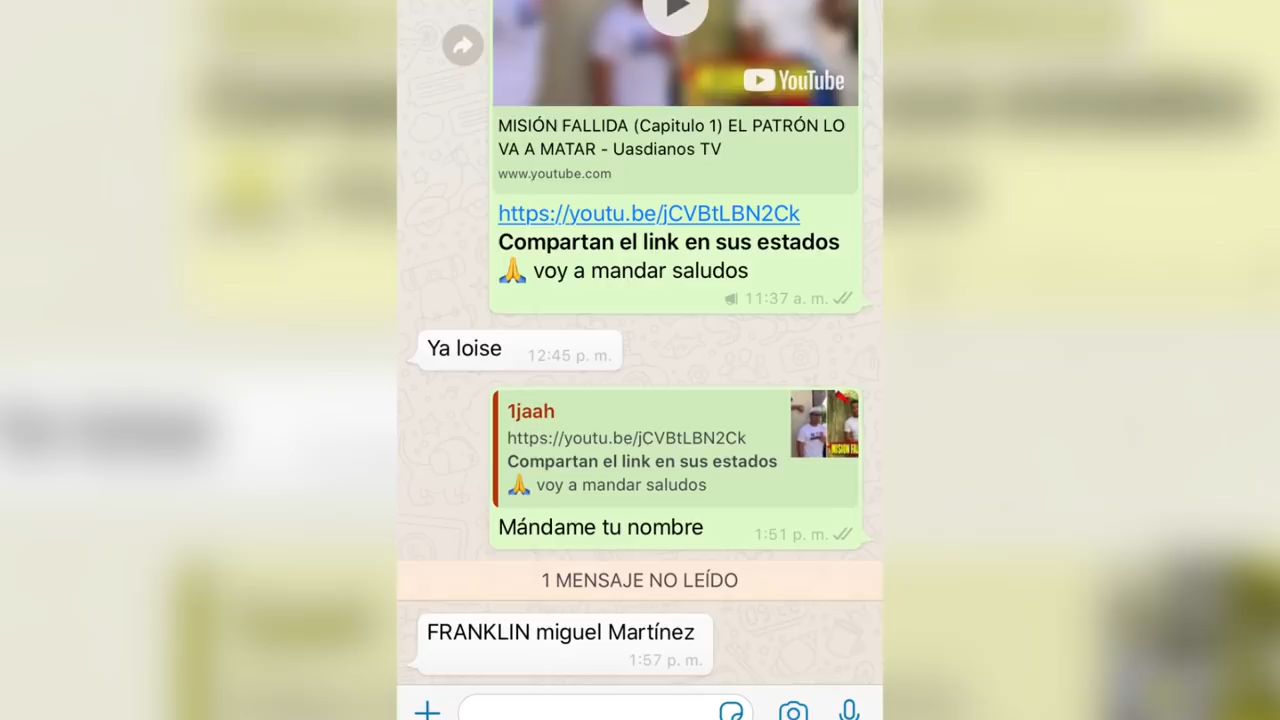 YouTube
MISIÓN FALLIDA (Capitulo 1) EL PATRÓN LO
VA A MATAR - Uasdianos TV
www.youtube.com
https://youtu.be/jCVBtLBN2Ck
Compartan el link en sus estados
🙏 voy a mandar saludos
11:37 a. m.
Ya loise
12:45 p. m.
1jaah
https://youtu.be/jCVBtLBN2Ck
Compartan el link en sus estados
🙏 voy a mandar saludos
MISION FA
Mándame tu nombre
1:51 p. m.
1 MENSAJE NO LEÍDO
FRANKLIN miguel Martínez
1:57 p. m.